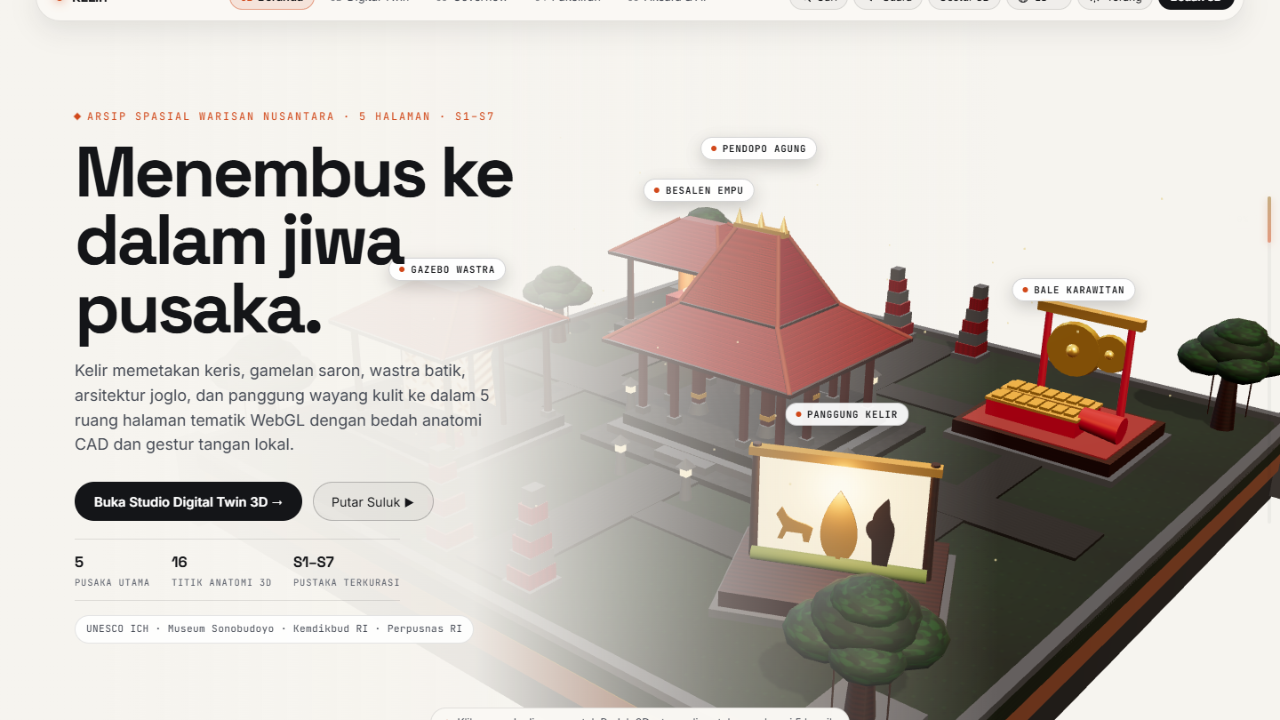 ARSIP SPASIAL WARISAN NUSANTARA · 5 HALAMAN · S1–S7
Menembus ke
dalam jiwa
pusaka.
Kelir memetakan keris, gamelan saron, wastra batik,
arsitektur joglo, dan panggung wayang kulit ke dalam 5
ruang halaman tematik WebGL dengan bedah anatomi
CAD dan gestur tangan lokal.
Buka Studio Digital Twin 3D →
Putar Suluk ▶
5
PUSAKA UTAMA
16
TITIK ANATOMI 3D
S1–S7
PUSTAKA TERKURASI
UNESCO ICH · Museum Sonobudoyo · Kemdikbud RI · Perpusnas RI
PENDOPO AGUNG
BESALEN EMPU
GAZEBO WASTRA
BALE KARAWITAN
PANGGUNG KELIR